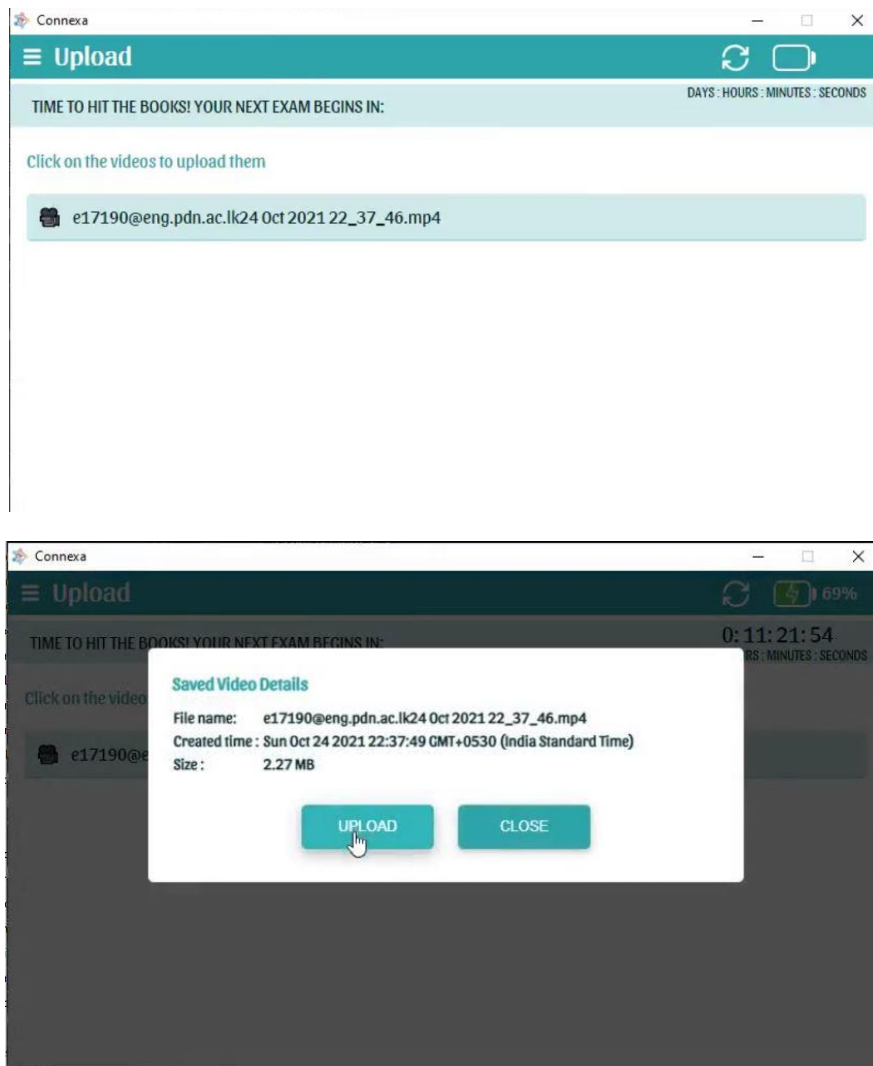 Connexa
Upload
DAYS : HOURS : MINUTES : SECONDS
TIME TO HIT THE BOOKS! YOUR NEXT EXAM BEGINS IN:
Click on the videos to upload them
e17190@eng.pdn.ac.lk24 Oct 2021 22_37_46.mp4
Connexa
Upload
69%
0: 11: 21: 54
TIME TO HIT THE BOOKS! YOUR NEXT EXAM BEGINS IN:
RS : MINUTES : SECONDS
Saved Video Details
Click on the video
File name: e17190@eng.pdn.ac.lk24 Oct 2021 22_37_46.mp4
Created time : Sun Oct 24 2021 22:37:49 GMT+0530 (India Standard Time)
e17190@e
Size : 2.27 MB
UPLOAD CLOSE